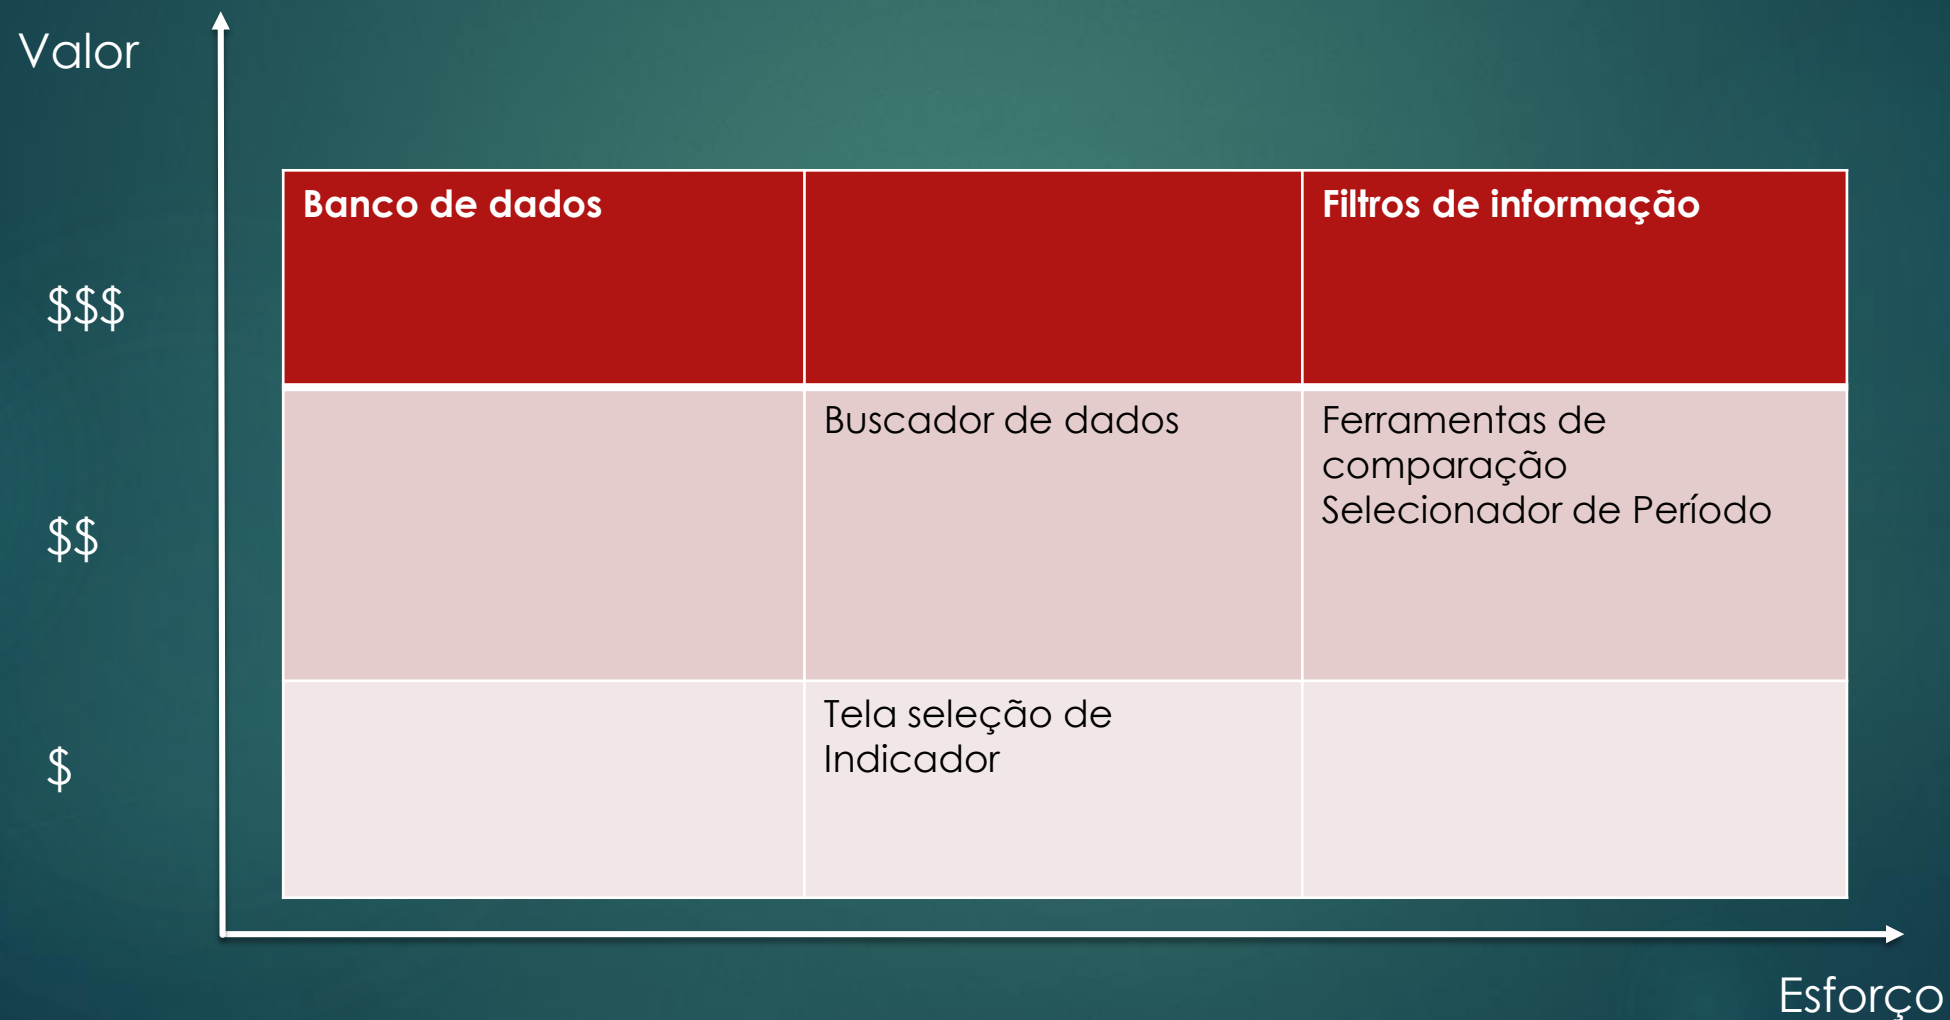 Valor
Banco de dados
Filtros de informação
$$$
Buscador de dados
Ferramentas de
comparação
Selecionador de Período
$$
Tela seleção de
Indicador
$
Esforço